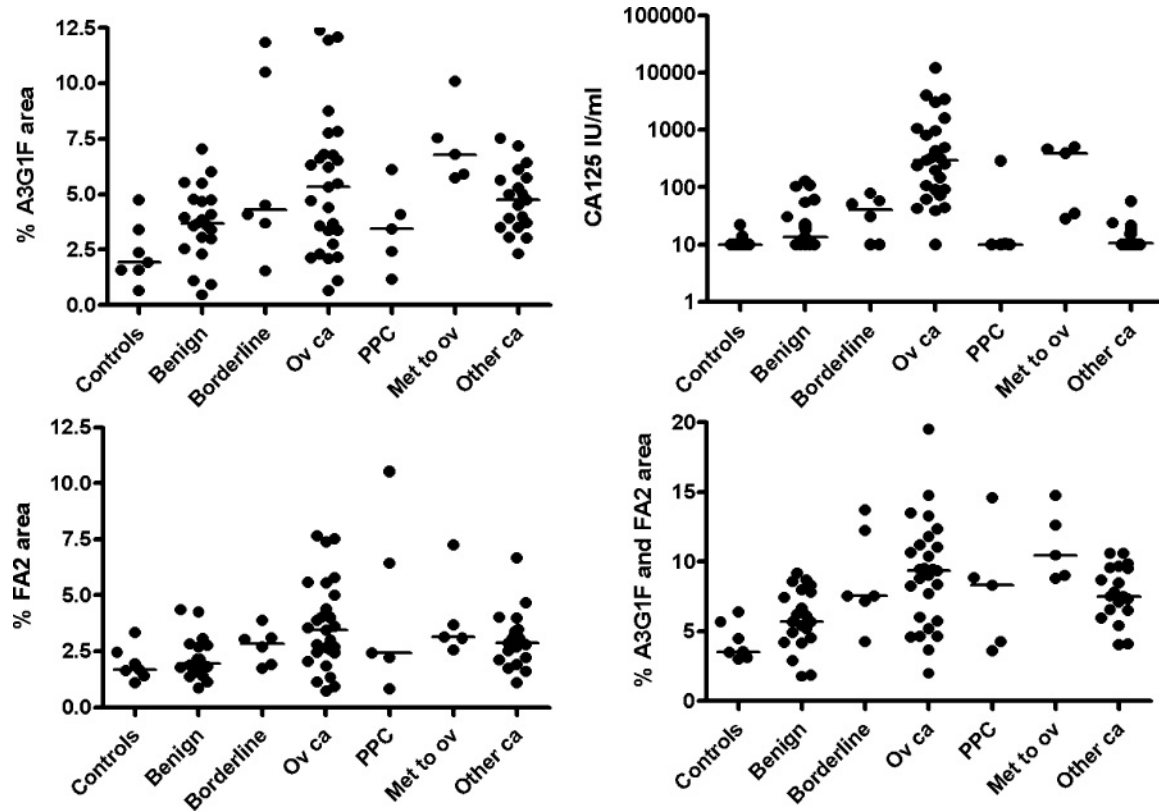 % A3G1F area
12.5
10.0
7.5
5.0
2.5
0.0
Controls
Benign
Borderline
Ov ca
PPC
Met to ov
Other ca
CA125 IU/ml
100000
10000
1000
100
10
1
Controls
Benign
Borderline
Ov ca
PPC
Met to ov
Other ca
% FA2 area
12.5
10.0
7.5
5.0
2.5
0.0
Controls
Benign
Borderline
Ov ca
PPC
Met to ov
Other ca
% A3G1F and FA2 area
20
15
10
5
0
Controls
Benign
Borderline
Ov ca
PPC
Met to ov
Other ca